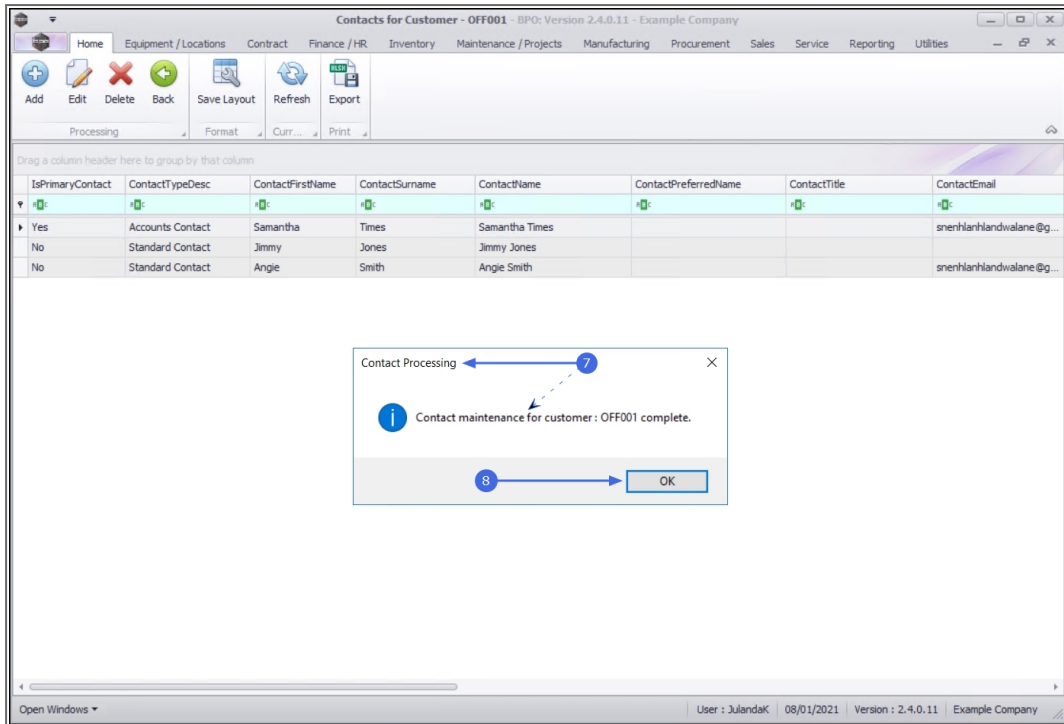 Contacts for Customer - OFF001 - BPO: Version 2.4.0.11 - Example Company
Home Equipment / Locations Contract Finance / HR Inventory Maintenance / Projects Manufacturing Procurement Sales Service Reporting Utilities
XLSX
Add Edit Delete Back Save Layout Refresh Export
Processing Format Curr... Print
Drag a column header here to group by that column
IsPrimaryContact ContactTypeDesc ContactFirstName ContactSurname ContactName ContactPreferredName ContactTitle ContactEmail
Yes Accounts Contact Samantha Times Samantha Times snenhlanhlandwalane@g...
No Standard Contact Jimmy Jones Jimmy Jones
No Standard Contact Angie Smith Angie Smith snenhlanhlandwalane@g...
Contact Processing 7
Contact maintenance for customer : OFF001 complete.
8 OK
Open Windows User : JulandaK 08/01/2021 Version : 2.4.0.11 Example Company